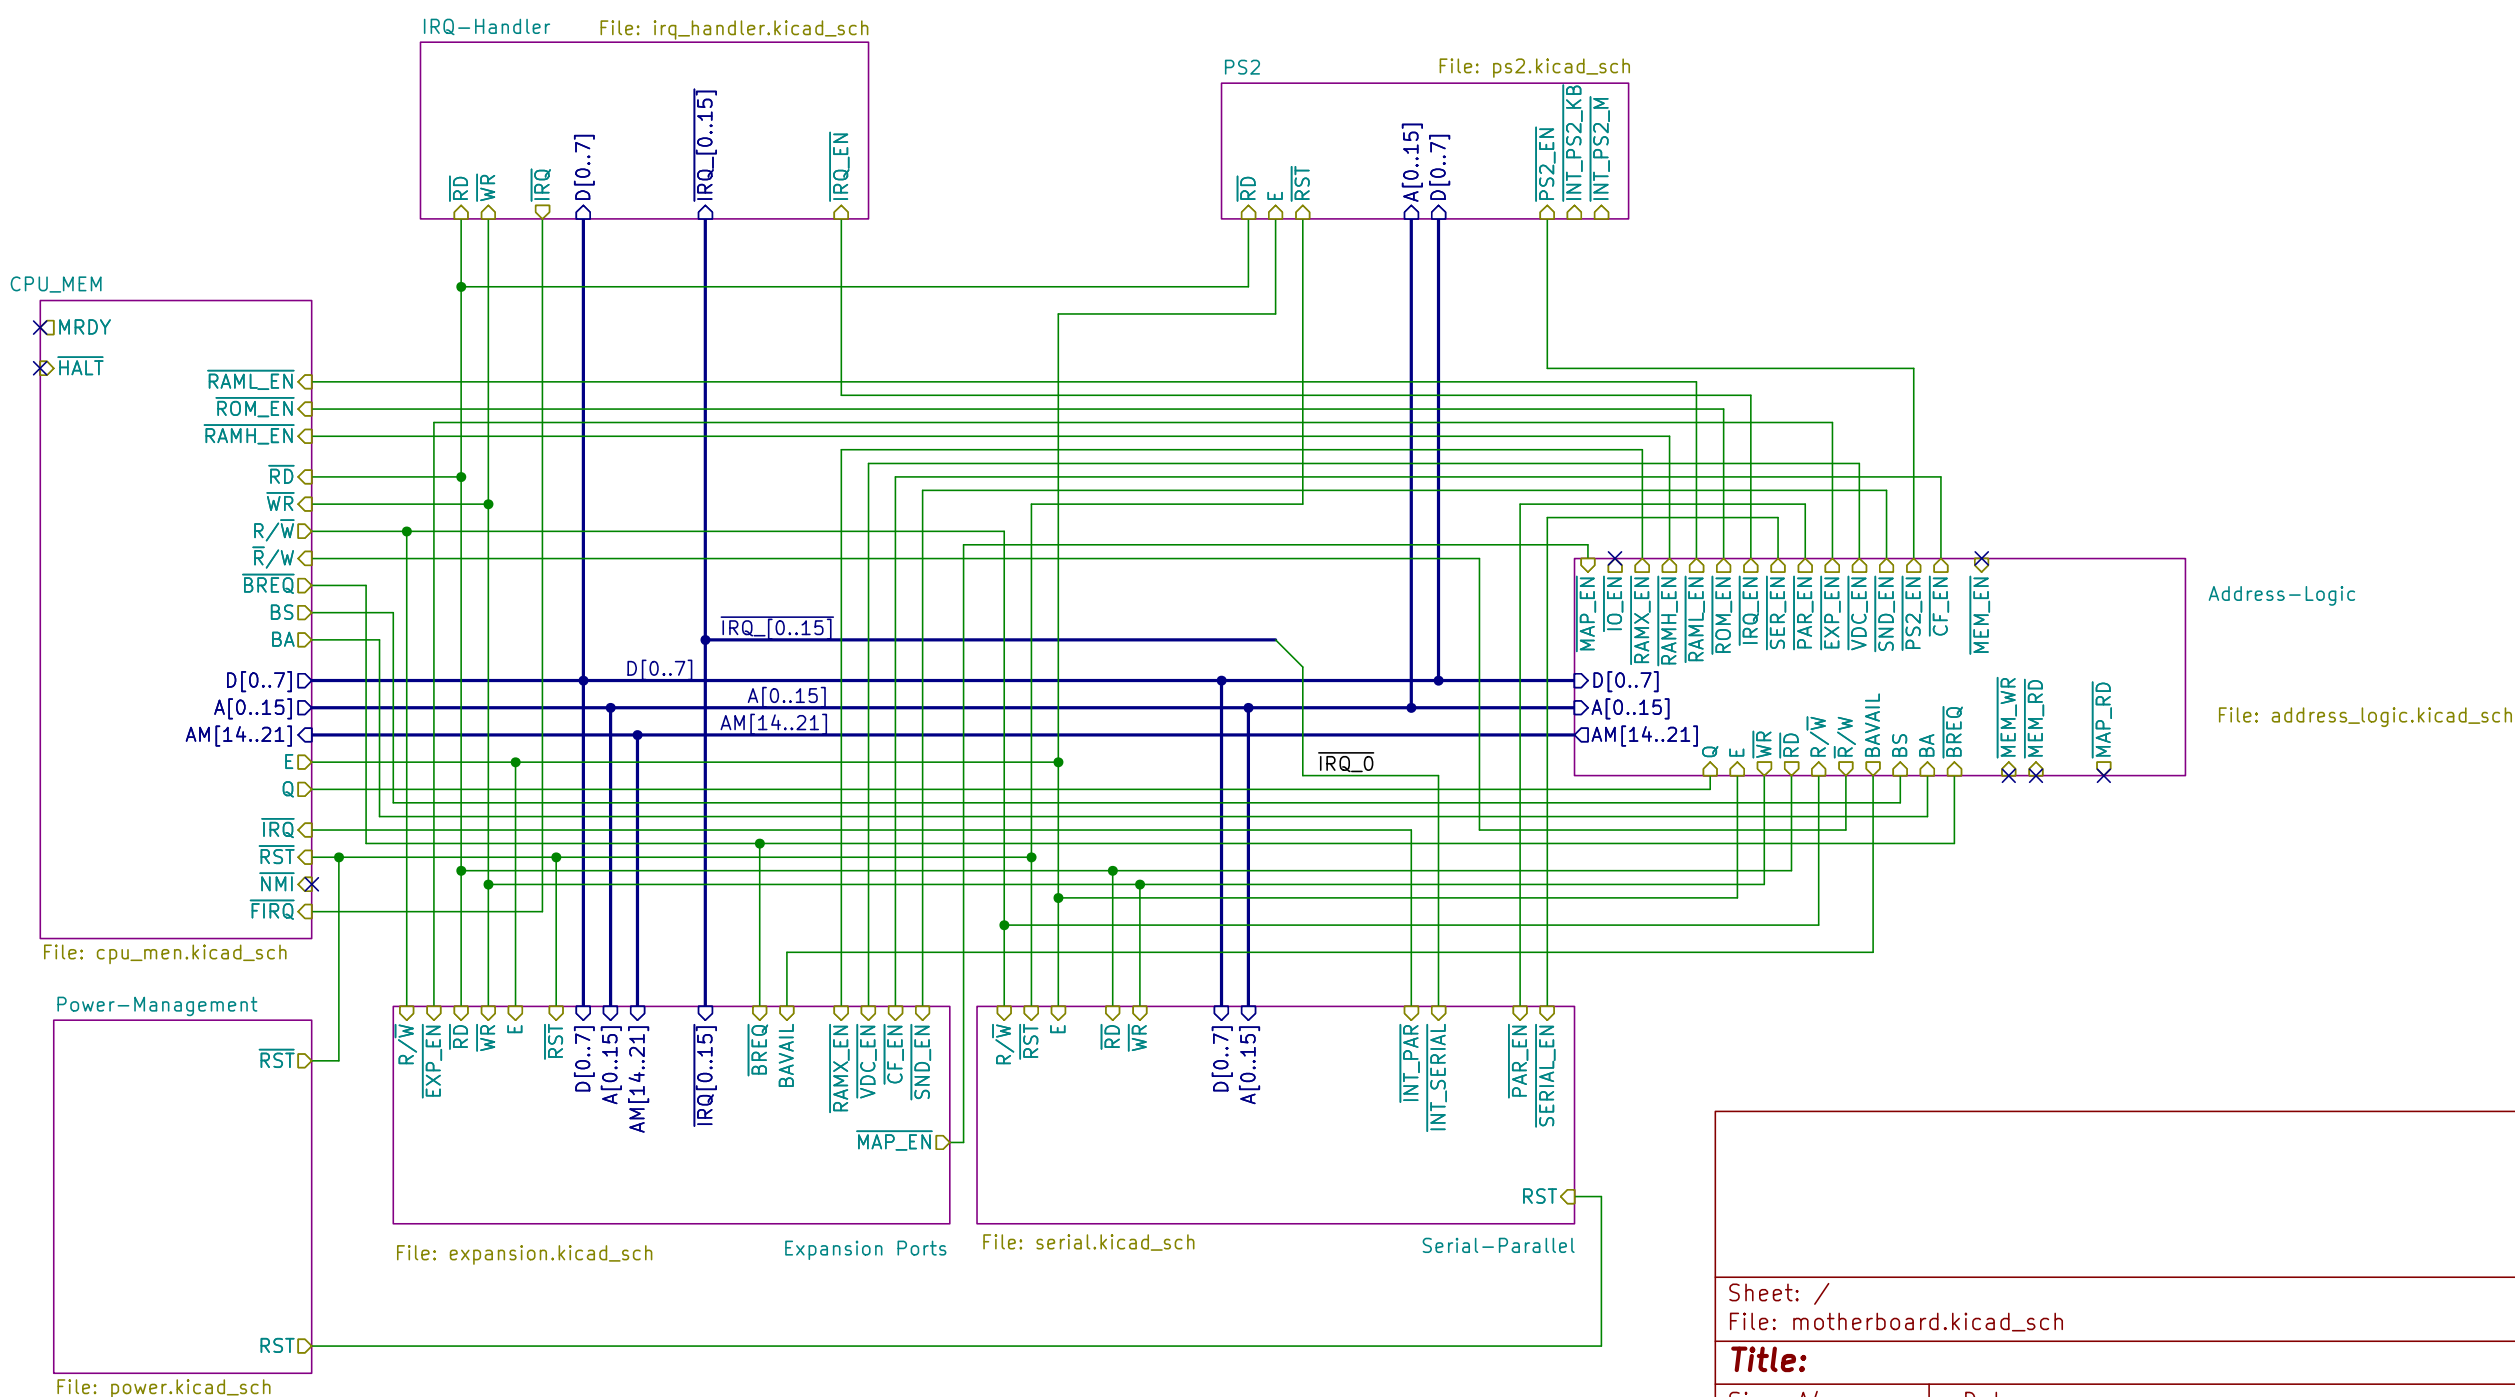 IRQ-Handler
File: irq_handler.kicad_sch
RD
WR
IRQ
D[0..7]
IRQ_[0..15]
IRQ_EN
PS2
File: ps2.kicad_sch
RD
E
RST
A[0..15]
D[0..7]
PS2_EN
INT_PS2_KB
INT_PS2_M
CPU_MEM
MRDY
HALT
RAML_EN
ROM_EN
RAMH_EN
RD
WR
R/W
R/W
BREQ
BS
BA
D[0..7]
A[0..15]
AM[14..21]
E
Q
IRQ
RST
NMI
FIRQ
File: cpu_men.kicad_sch
IRQ_[0..15]
D[0..7]
A[0..15]
AM[14..21]
IRQ_0
MAP_EN
IO_EN
RAMX_EN
RAMH_EN
RAML_EN
ROM_EN
IRQ_EN
SER_EN
PAR_EN
EXP_EN
VDC_EN
SND_EN
PS2_EN
CF_EN
MEM_EN
D[0..7]
A[0..15]
AM[14..21]
Q
E
WR
RD
R/W
R/W
BAVAIL
BS
BA
BREQ
MEM_WR
MEM_RD
MAP_RD
Address-Logic
File: address_logic.kicad_sch
Power-Management
RST
RST
File: power.kicad_sch
R/W
EXP_EN
RD
WR
E
RST
D[0..7]
A[0..15]
AM[14..21]
IRQ[0..15]
BREQ
BAVAIL
RAMX_EN
VDC_EN
CF_EN
SND_EN
MAP_EN
File: expansion.kicad_sch
Expansion Ports
R/W
RST
E
RD
WR
D[0..7]
A[0..15]
INT_PAR
INT_SERIAL
PAR_EN
SERIAL_EN
RST
File: serial.kicad_sch
Serial-Parallel
Sheet: /
File: motherboard.kicad_sch
Title: